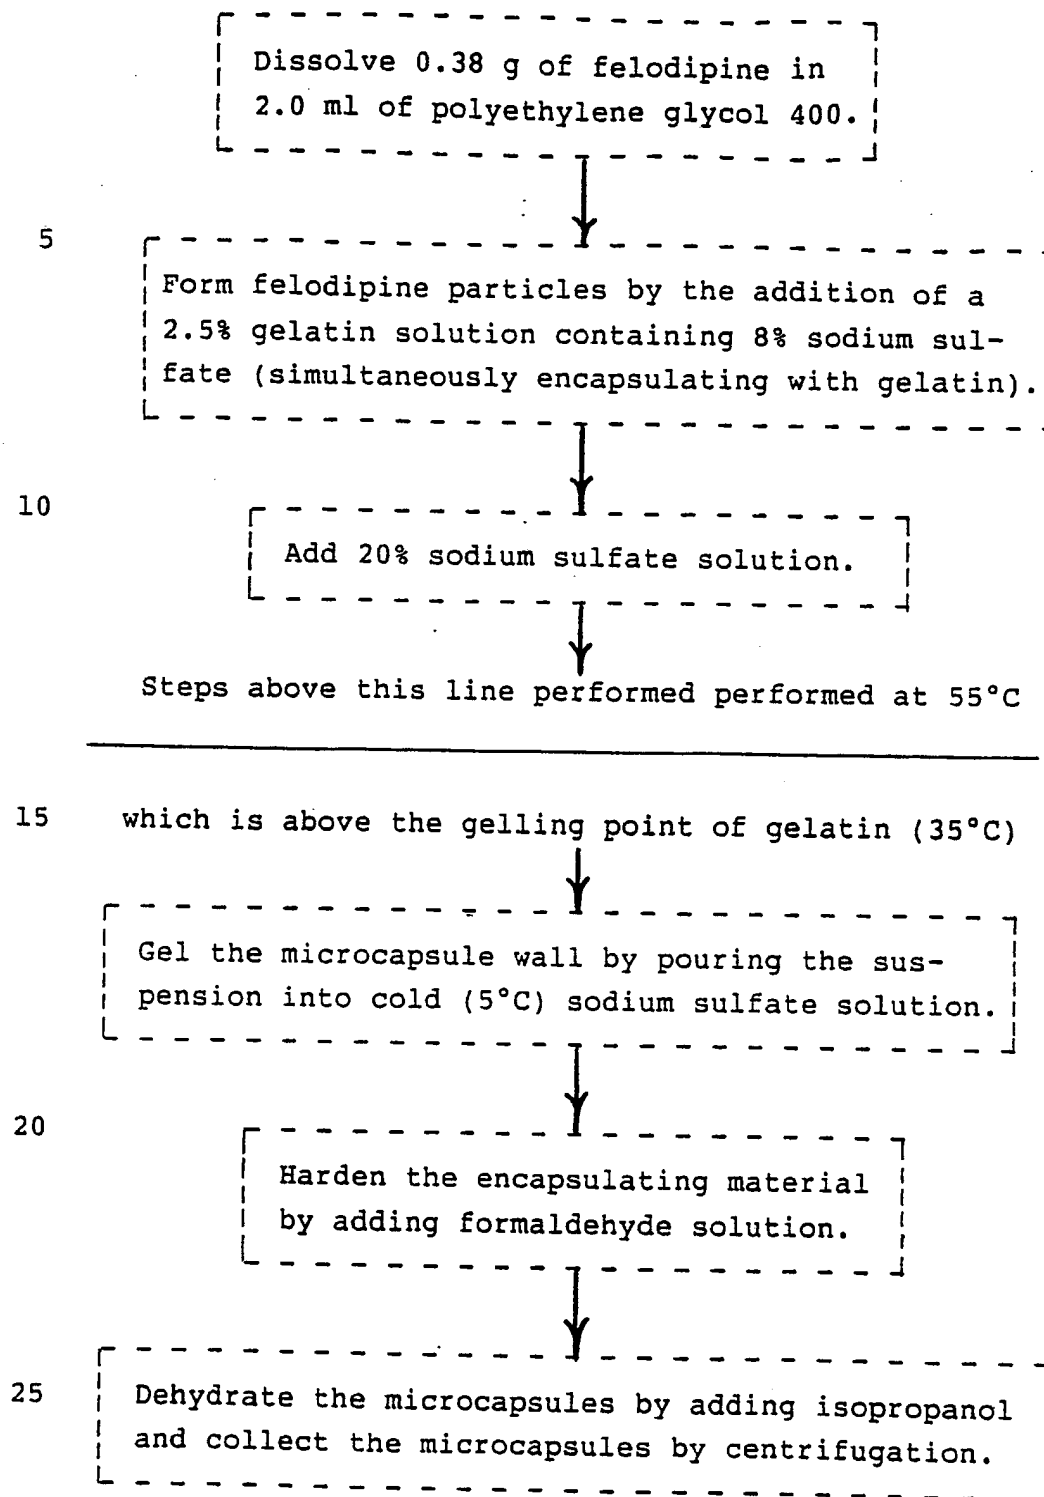 Dissolve 0.38 g of felodipine in
2.0 ml of polyethylene glycol 400.
5
Form felodipine particles by the addition of a
2.5% gelatin solution containing 8% sodium sul-
fate (simultaneously encapsulating with gelatin).
10
Add 20% sodium sulfate solution.
Steps above this line performed performed at 55°C
15 which is above the gelling point of gelatin (35°C)
Gel the microcapsule wall by pouring the sus-
pension into cold (5°C) sodium sulfate solution.
20
Harden the encapsulating material
by adding formaldehyde solution.
25 Dehydrate the microcapsules by adding isopropanol
and collect the microcapsules by centrifugation.